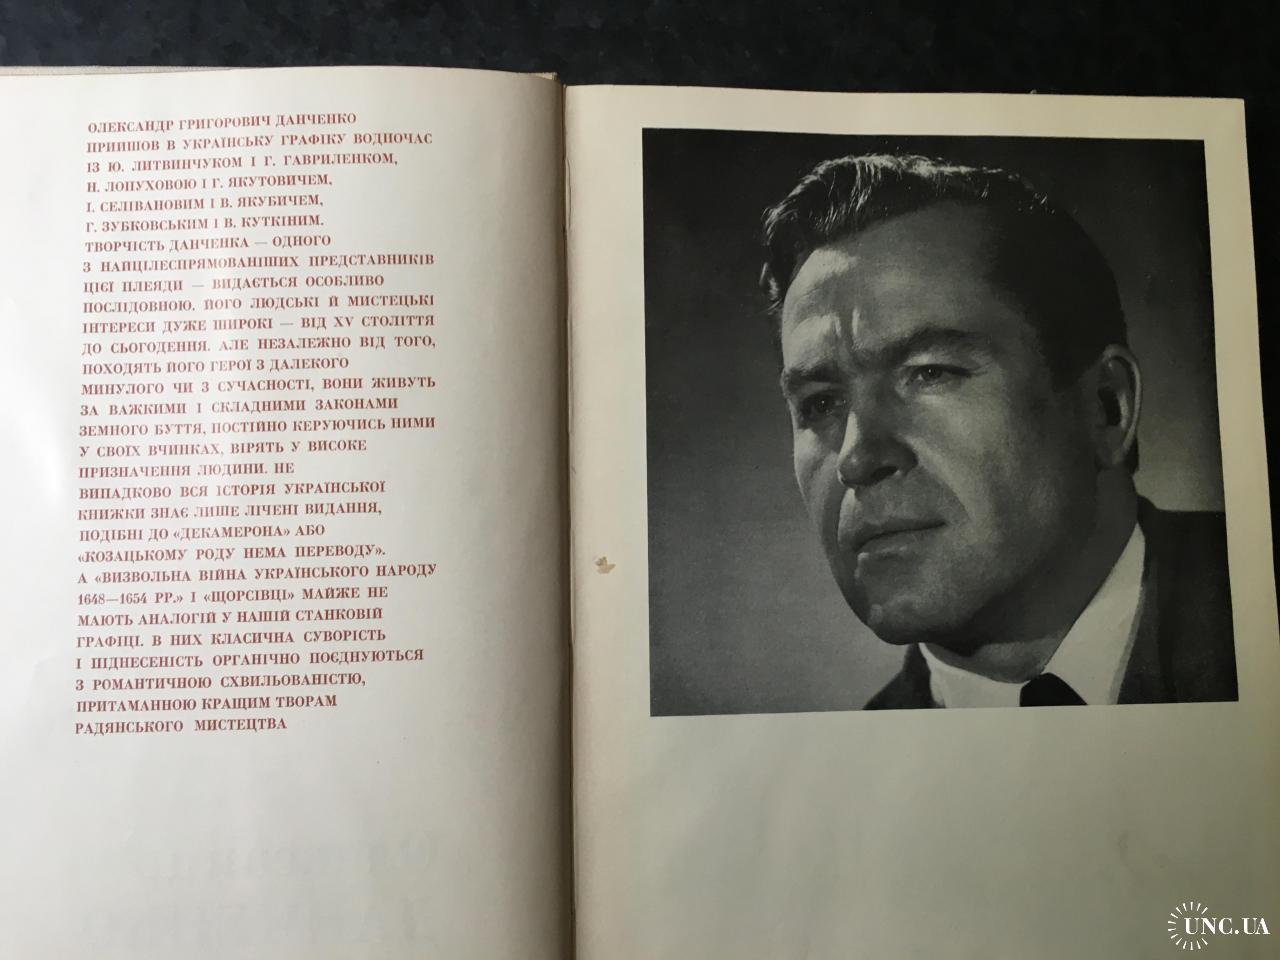 ОЛЕКСАНДР ГРИГОРОВИЧ ДАНЧЕНКО
ПРИЙШОВ В УКРАЇНСЬКУ ГРАФІКУ ВОДНОЧАС
ІЗ Ю. ЛИТВИНЧУКОМ І Г. ГАВРИЛЕНКОМ,
Н. ЛОПУХОВОЮ І Г. ЯКУТОВИЧЕМ,
І. СЕЛІВАНОВИМ І В. ЯКУБИЧЕМ,
Г. ЗУБКОВСЬКИМ І В. КУТКІНИМ.
ТВОРЧІСТЬ ДАНЧЕНКА — ОДНОГО
З НАЙЦІЛЕСПРЯМОВАНІШИХ ПРЕДСТАВНИКІВ
ЦІЄЇ ПЛЕЯДИ — ВИДАЄТЬСЯ ОСОБЛИВО
ПОСЛІДОВНОЮ. ЙОГО ЛЮДСЬКІ Й МИСТЕЦЬКІ
ІНТЕРЕСИ ДУЖЕ ШИРОКІ — ВІД XV СТОЛІТТЯ
ДО СЬОГОДЕННЯ. АЛЕ НЕЗАЛЕЖНО ВІД ТОГО,
ПОХОДЯТЬ ЙОГО ГЕРОЇ З ДАЛЕКОГО
МИНУЛОГО ЧИ З СУЧАСНОСТІ, ВОНИ ЖИВУТЬ
ЗА ВАЖКИМИ І СКЛАДНИМИ ЗАКОНАМИ
ЗЕМНОГО БУТТЯ, ПОСТІЙНО КЕРУЮЧИСЬ НИМИ
У СВОЇХ ВЧИНКАХ, ВІРЯТЬ У ВИСОКЕ
ПРИЗНАЧЕННЯ ЛЮДИНИ. НЕ
ВИПАДКОВО ВСЯ ІСТОРІЯ УКРАЇНСЬКОЇ
КНИЖКИ ЗНАЄ ЛИШЕ ЛІЧЕНІ ВИДАННЯ,
ПОДІБНІ ДО «ДЕКАМЕРОНА» АБО
«КОЗАЦЬКОМУ РОДУ НЕМА ПЕРЕВОДУ».
А «ВИЗВОЛЬНА ВІЙНА УКРАЇНСЬКОГО НАРОДУ
1648—1654 РР.» І «ЩОРСІВЦІ» МАЙЖЕ НЕ
МАЮТЬ АНАЛОГІЙ У НАШІЙ СТАНКОВІЙ
ГРАФІЦІ. В НИХ КЛАСИЧНА СУВОРІСТЬ
І ПІДНЕСЕНІСТЬ ОРГАНІЧНО ПОЄДНУЮТЬСЯ
З РОМАНТИЧНОЮ СХВИЛЬОВАНІСТЮ,
ПРИТАМАННОЮ КРАЩИМ ТВОРАМ
РАДЯНСЬКОГО МИСТЕЦТВА
UNC.UA